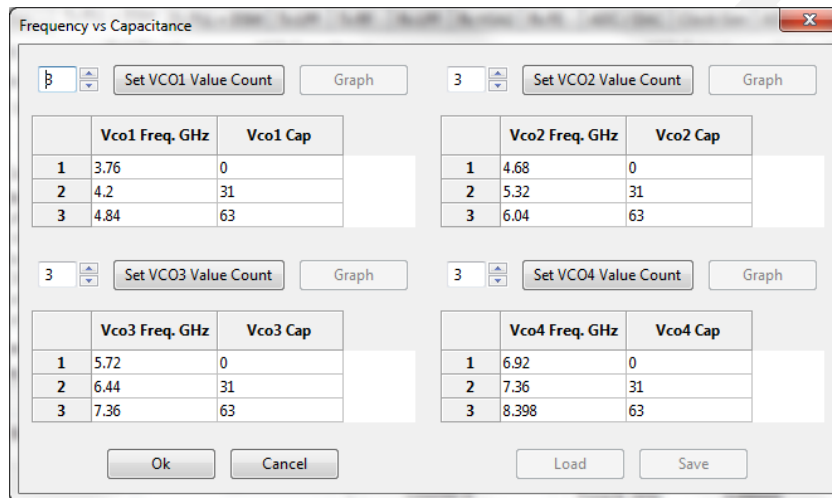 Frequency vs Capacitance
3 Set VCO1 Value Count Graph 3 Set VCO2 Value Count Graph
Vco1 Freq. GHz Vco1 Cap Vco2 Freq. GHz Vco2 Cap
1 3.76 0 1 4.68 0
2 4.2 31 2 5.32 31
3 4.84 63 3 6.04 63
3 Set VCO3 Value Count Graph 3 Set VCO4 Value Count Graph
Vco3 Freq. GHz Vco3 Cap Vco4 Freq. GHz Vco4 Cap
1 5.72 0 1 6.92 0
2 6.44 31 2 7.36 31
3 7.36 63 3 8.398 63
Ok Cancel Load Save